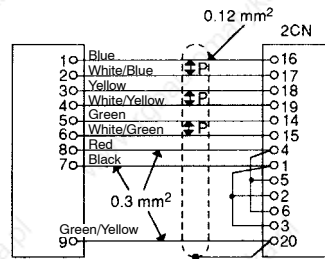 0.12 mm²
2CN
1 Blue 16
2 White/Blue P 17
3 Yellow 18
4 White/Yellow P 19
5 Green 14
6 White/Green P 15
8 Red 4
7 Black 1
5
2
0.3 mm² 6
3
9 Green/Yellow 20